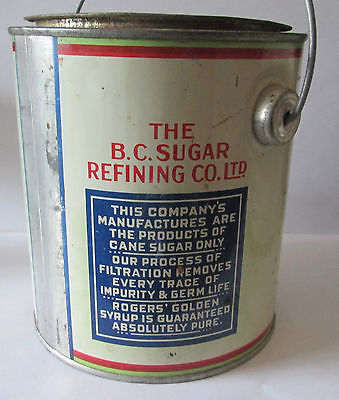 THE
B.C. SUGAR
REFINING CO. LTD
THIS COMPANY'S
MANUFACTURES ARE
THE PRODUCTS OF
CANE SUGAR ONLY
OUR PROCESS OF
FILTRATION REMOVES
EVERY TRACE OF
IMPURITY & GERM LIFE
ROGERS' GOLDEN
SYRUP IS GUARANTEED
ABSOLUTELY PURE.